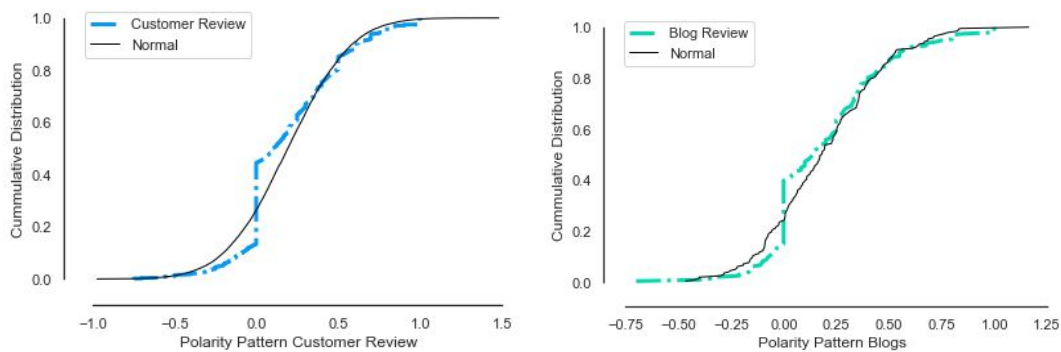 Customer Review
Normal
Cummulative Distribution
1.0
0.8
0.6
0.4
0.2
0.0
−1.0 −0.5 0.0 0.5 1.0 1.5
Polarity Pattern Customer Review
Blog Review
Normal
Cummulative Distribution
1.0
0.8
0.6
0.4
0.2
0.0
−0.75 −0.50 −0.25 0.00 0.25 0.50 0.75 1.00 1.25
Polarity Pattern Blogs